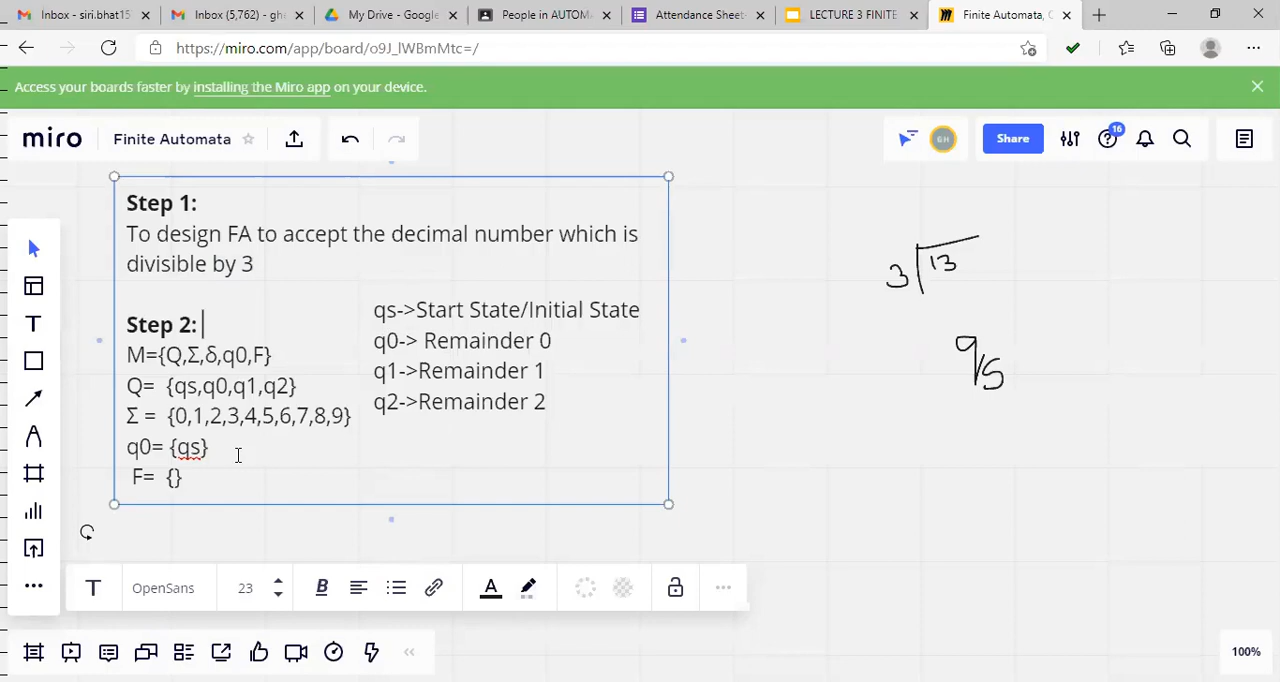 Inbox - siri.bhat15
Inbox (5,762) - ghe
My Drive - Google
People in AUTOM
Attendance Sheet-
LECTURE 3 FINITE
Finite Automata, C
https://miro.com/app/board/o9J_lWBmMtc=/
Access your boards faster by installing the Miro app on your device.
miro
Finite Automata
GH
Share
16
Step 1:
To design FA to accept the decimal number which is
divisible by 3
Step 2:
M={Q,Σ,δ,q0,F}
Q= {qs,q0,q1,q2}
Σ = {0,1,2,3,4,5,6,7,8,9}
q0= {qs}
F= {}
qs->Start State/Initial State
q0-> Remainder 0
q1->Remainder 1
q2->Remainder 2
3 13
9/5
OpenSans
23
100%